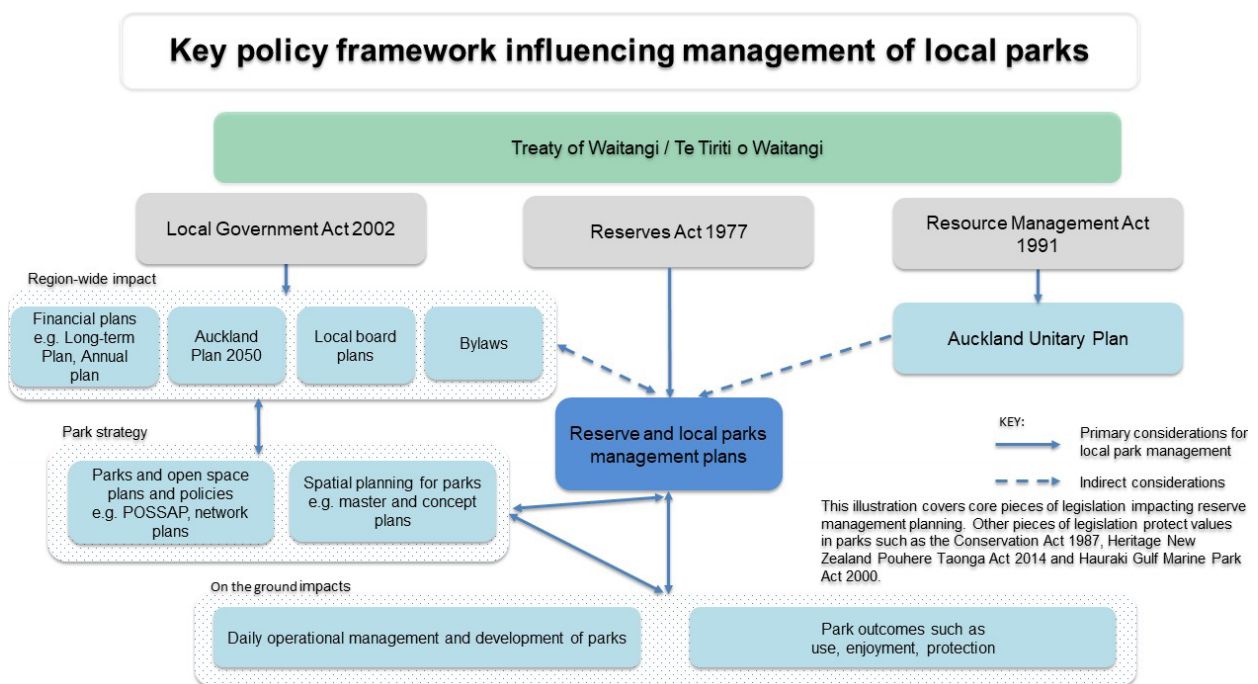 Key policy framework influencing management of local parks
Treaty of Waitangi / Te Tiriti o Waitangi
Local Government Act 2002
Reserves Act 1977
Resource Management Act
1991
Region-wide impact
Financial plans
e.g. Long-term
Plan, Annual
plan
Auckland
Plan 2050
Local board
plans
Bylaws
Auckland Unitary Plan
Park strategy
Parks and open space
plans and policies
e.g. POSSAP, network
plans
Spatial planning for parks
e.g. master and concept
plans
Reserve and local parks
management plans
KEY:
Primary considerations for
local park management
Indirect considerations
This illustration covers core pieces of legislation impacting reserve
management planning. Other pieces of legislation protect values
in parks such as the Conservation Act 1987, Heritage New
Zealand Pouhere Taonga Act 2014 and Hauraki Gulf Marine Park
Act 2000.
On the ground impacts
Daily operational management and development of parks
Park outcomes such as
use, enjoyment, protection